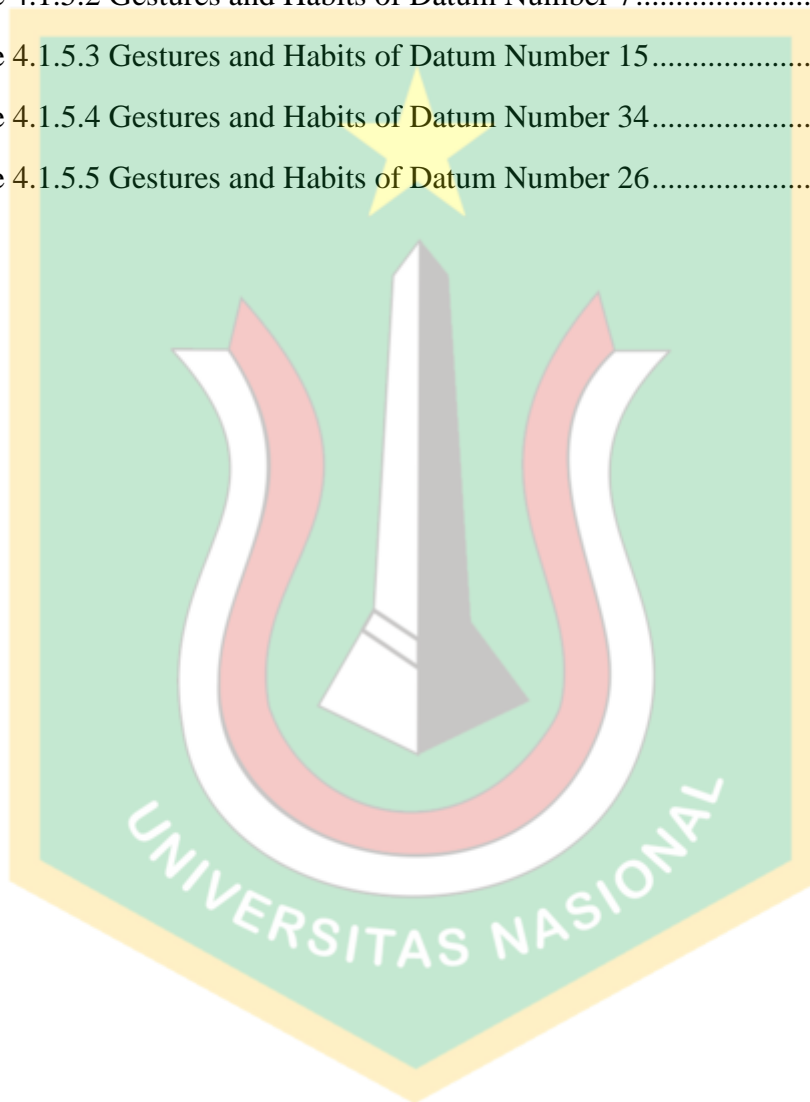 e 4.1.5.2 Gestures and Habits of Datum Number 7......................
e 4.1.5.3 Gestures and Habits of Datum Number 15....................
e 4.1.5.4 Gestures and Habits of Datum Number 34....................
e 4.1.5.5 Gestures and Habits of Datum Number 26....................
UNIVERSITAS NASIONAL